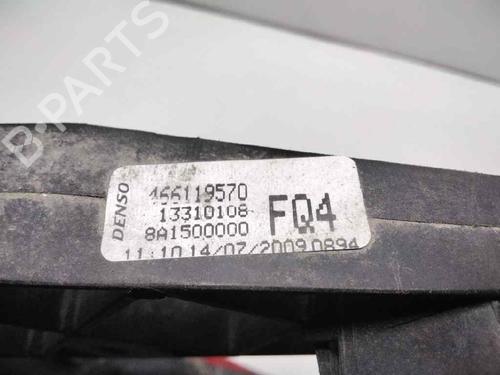 DENSO
466119570
13310108
8A1500000
FQ4
11:10 14/07/2009 0894
B-PARTS